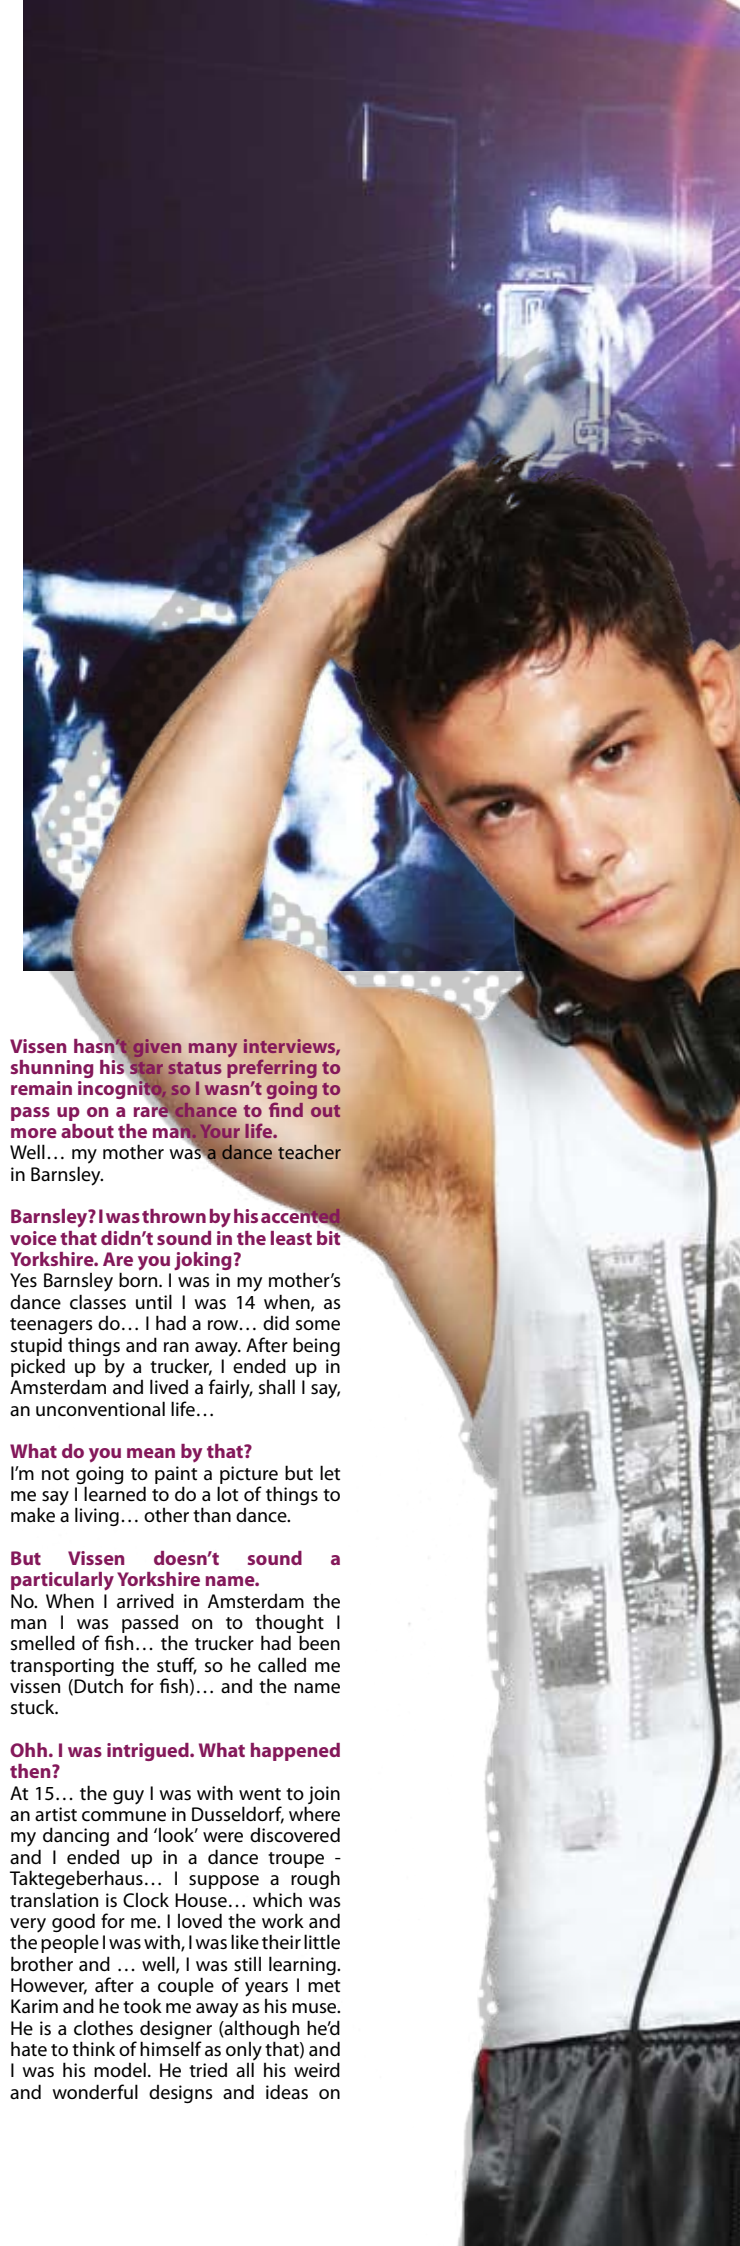 Vissen hasn’t given many interviews,
shunning his star status preferring to
remain incognito, so I wasn’t going to
pass up on a rare chance to find out
more about the man. Your life.
Well… my mother was a dance teacher
in Barnsley.
Barnsley? I was thrown by his accented
voice that didn’t sound in the least bit
Yorkshire. Are you joking?
Yes Barnsley born. I was in my mother’s
dance classes until I was 14 when, as
teenagers do… I had a row… did some
stupid things and ran away. After being
picked up by a trucker, I ended up in
Amsterdam and lived a fairly, shall I say,
an unconventional life…
What do you mean by that?
I’m not going to paint a picture but let
me say I learned to do a lot of things to
make a living… other than dance.
But Vissen doesn’t sound a
particularly Yorkshire name.
No. When I arrived in Amsterdam the
man I was passed on to thought I
smelled of fish… the trucker had been
transporting the stuff, so he called me
vissen (Dutch for fish)… and the name
stuck.
Ohh. I was intrigued. What happened
then?
At 15… the guy I was with went to join
an artist commune in Dusseldorf, where
my dancing and ‘look’ were discovered
and I ended up in a dance troupe -
Taktegeberhaus… I suppose a rough
translation is Clock House… which was
very good for me. I loved the work and
the people I was with, I was like their little
brother and … well, I was still learning.
However, after a couple of years I met
Karim and he took me away as his muse.
He is a clothes designer (although he’d
hate to think of himself as only that) and
I was his model. He tried all his weird
and wonderful designs and ideas on